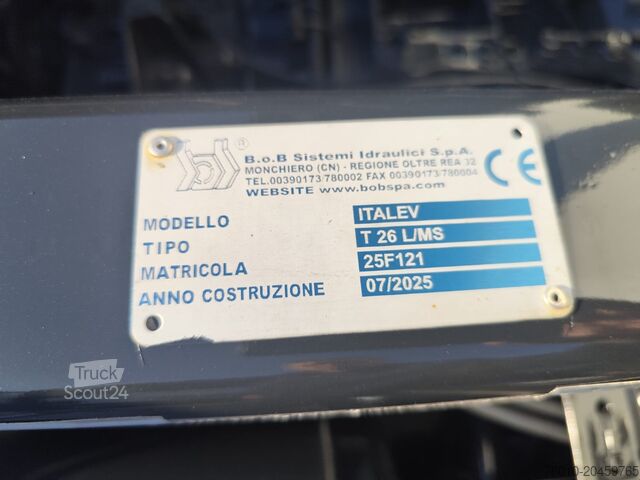 B.o.B Sistemi Idraulici S.p.A.
MONCHIERO (CN) - REGIONE OLTRE REA 32
TEL.00390173/780002 FAX 00390173/780004
WEBSITE www.bobspa.com
CE
MODELLO ITALEV
TIPO T 26 L/MS
MATRICOLA 25F121
ANNO COSTRUZIONE 07/2025
Truck
Scout24